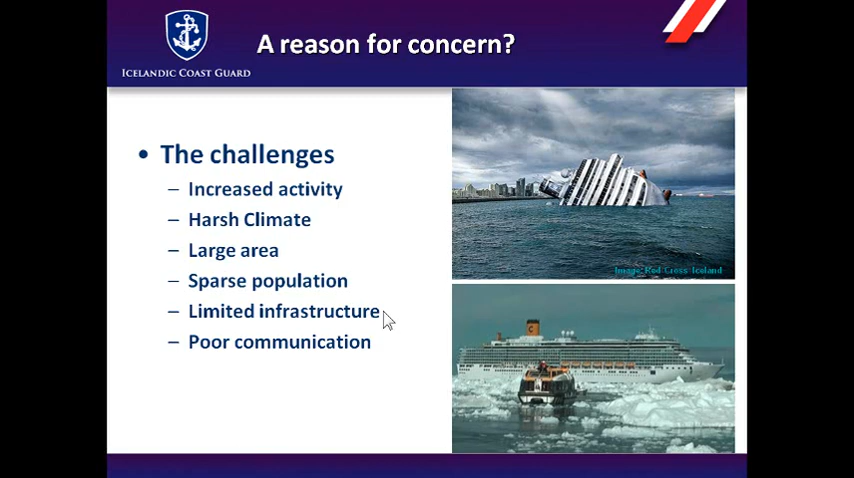 A reason for concern?
ICELANDIC COAST GUARD
• The challenges
– Increased activity
– Harsh Climate
– Large area
– Sparse population
– Limited infrastructure
– Poor communication
Image: Red Cross Iceland